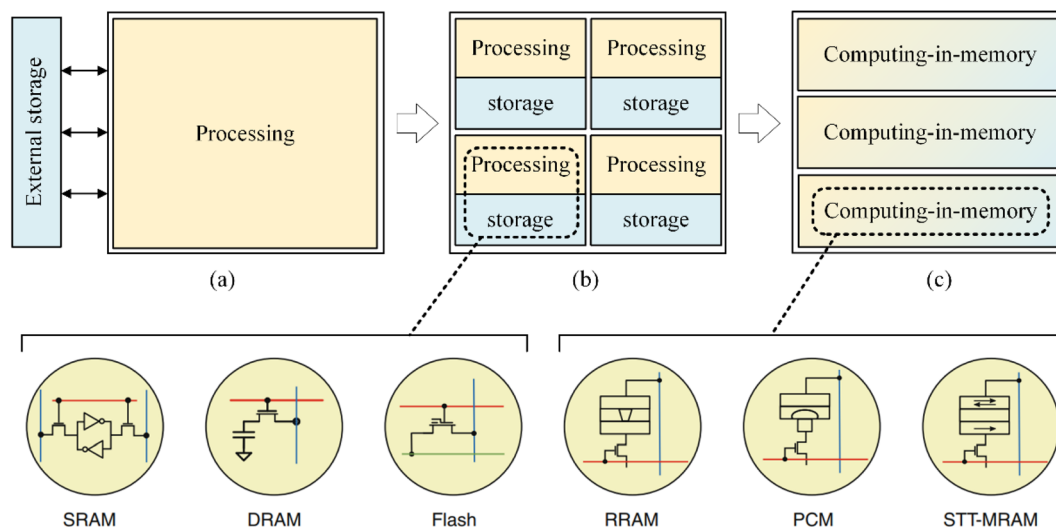 External storage
Processing
Processing
Processing
storage
storage
Processing
Processing
storage
storage
Computing-in-memory
Computing-in-memory
Computing-in-memory
(a)
(b)
(c)
SRAM
DRAM
Flash
RRAM
PCM
STT-MRAM